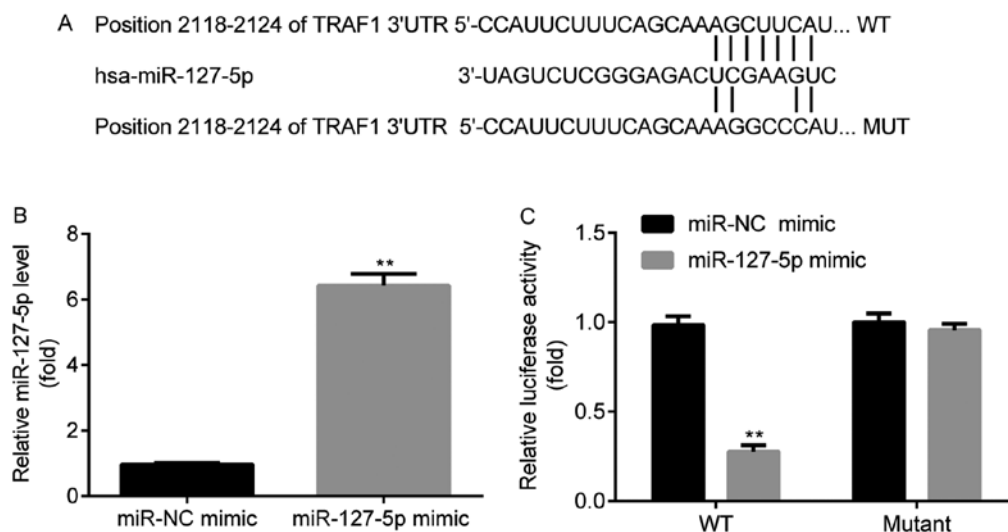 A Position 2118-2124 of TRAF1 3'UTR 5'-CCAUUCUUUCAGCAAAGCUUCAU... WT
hsa-miR-127-5p 3'-UAGUCUCGGGAGACUCGAAGUC
Position 2118-2124 of TRAF1 3'UTR 5'-CCAUUCUUUCAGCAAAGGCCCAU... MUT
B
Relative miR-127-5p level
(fold)
8
6
4
2
0
**
miR-NC mimic miR-127-5p mimic
C
miR-NC mimic
miR-127-5p mimic
Relative luciferase activity
(fold)
1.5
1.0
0.5
0.0
**
WT Mutant